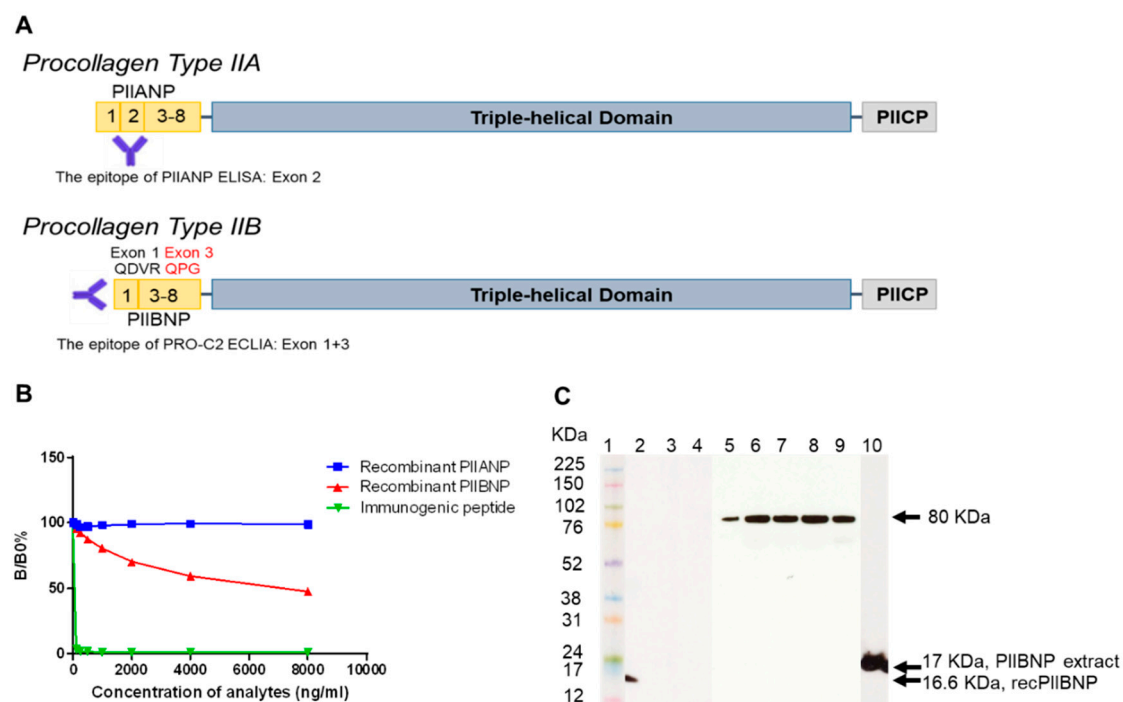 A
Procollagen Type IIA
PIIANP
1 2 3-8 Triple-helical Domain PIICP
The epitope of PIIANP ELISA: Exon 2
Procollagen Type IIB
Exon 1 Exon 3
QDVR QPG
1 3-8 Triple-helical Domain PIICP
PIIBNP
The epitope of PRO-C2 ECLIA: Exon 1+3
B
150
100
50
0
B/B0%
0 2000 4000 6000 8000 10000
Concentration of analytes (ng/ml)
Recombinant PIIANP
Recombinant PIIBNP
Immunogenic peptide
C
KDa 1 2 3 4 5 6 7 8 9 10
225
150
102
76
52
38
31
24
17
12
80 KDa
17 KDa, PIIBNP extract
16.6 KDa, recPIIBNP